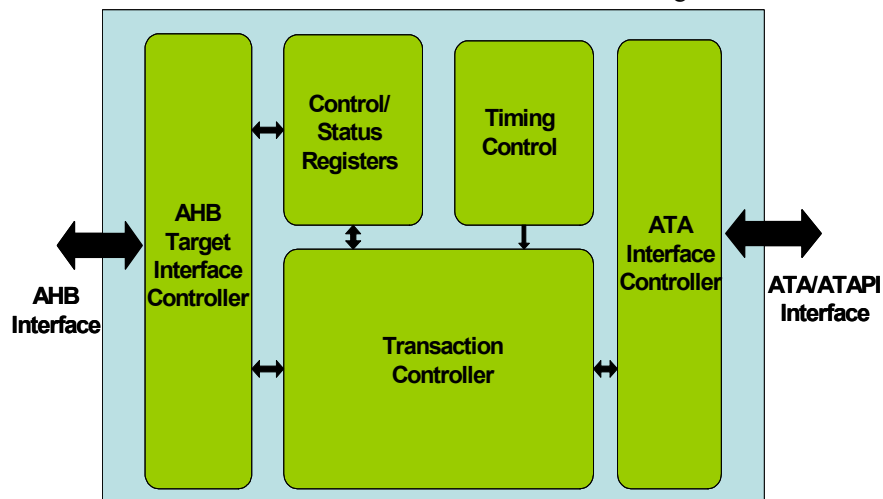 Control/
Status
Registers
Timing
Control
AHB
Target
Interface
Controller
ATA
Interface
Controller
AHB
Interface
ATA/ATAPI
Interface
Transaction
Controller